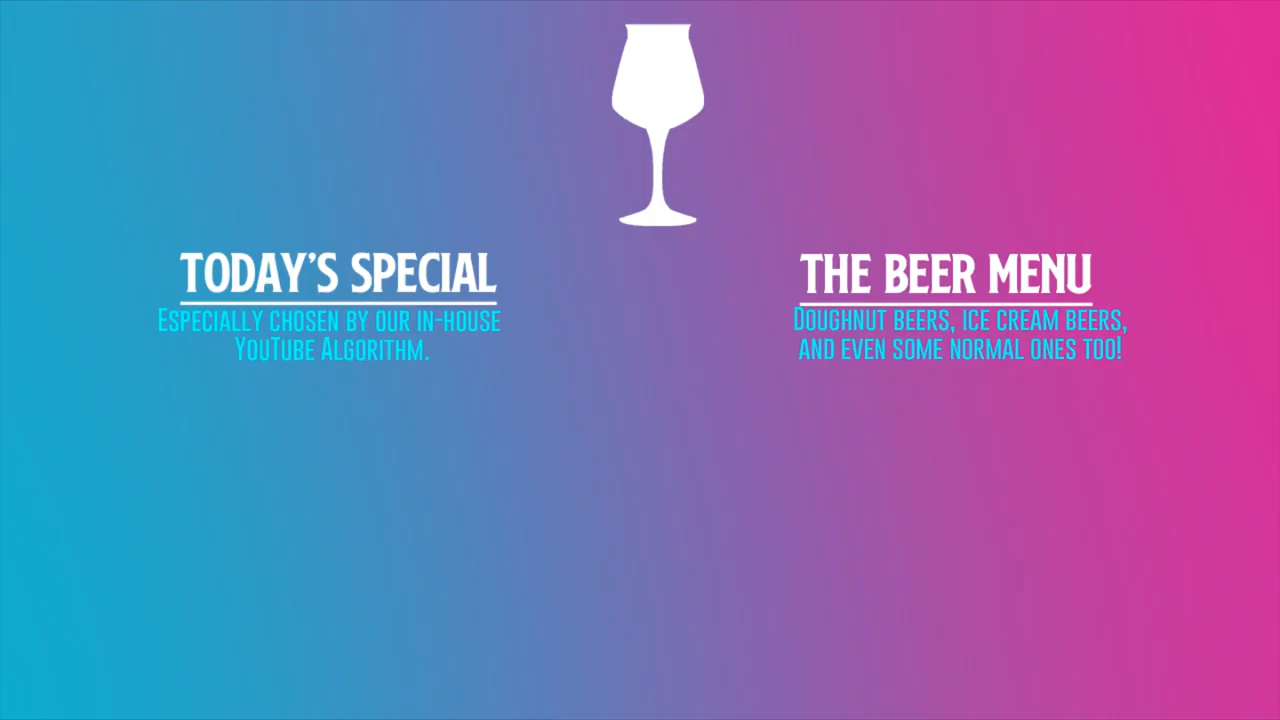 TODAY'S SPECIAL
Especially chosen by our in-house
YouTube Algorithm.
THE BEER MENU
Doughnut beers, ice cream beers,
and even some normal ones too!